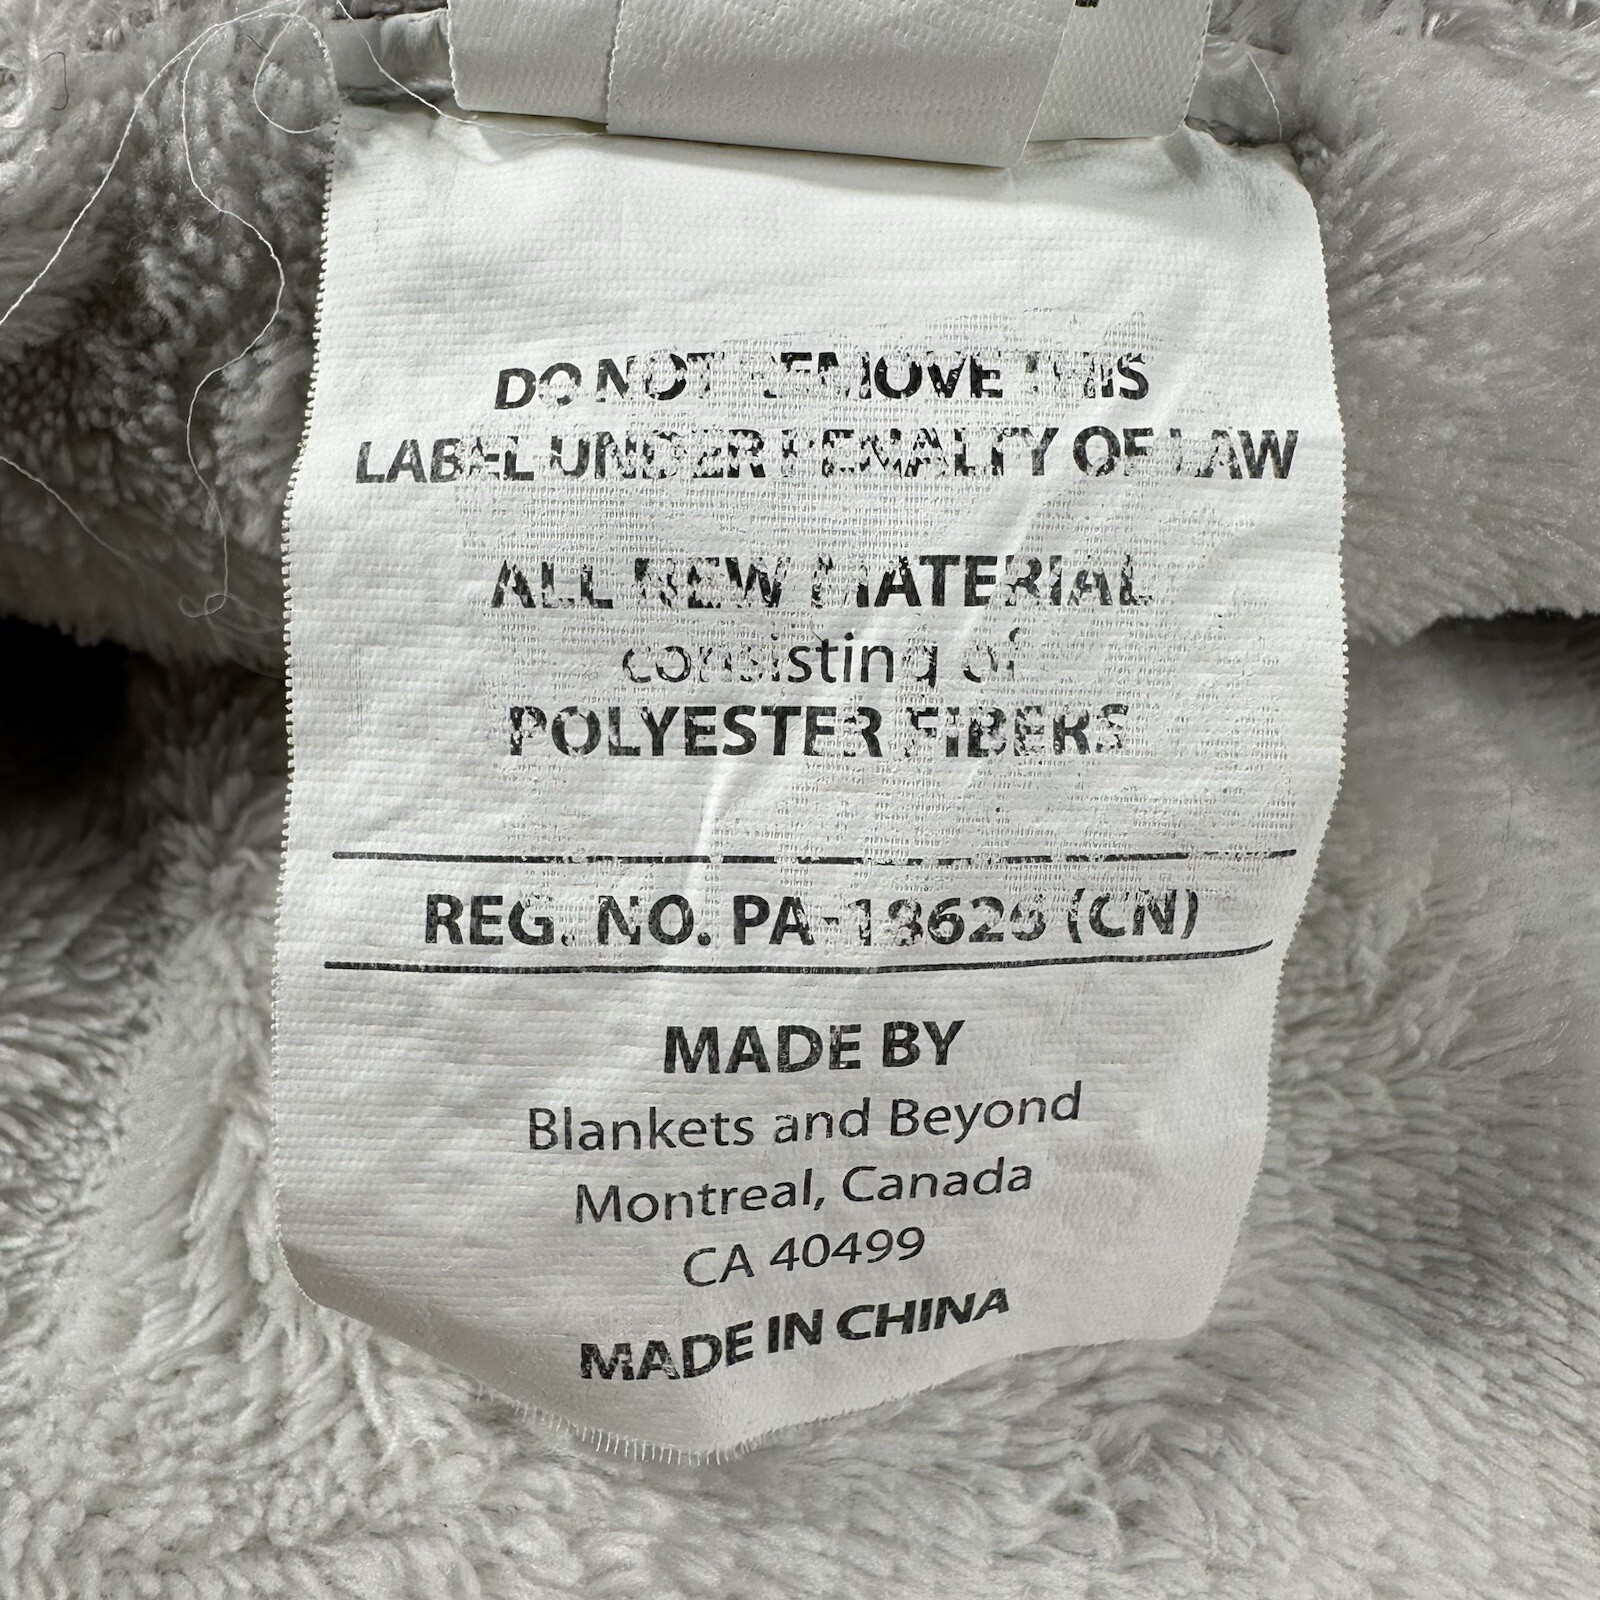 DO NOT REMOVE THIS
LABEL UNDER PENALTY OF LAW
ALL NEW MATERIAL
consisting of
POLYESTER FIBERS
REG. NO. (CN)
MADE BY
Blankets and Beyond
Montreal, Canada
CA 40499
MADE IN CHINA